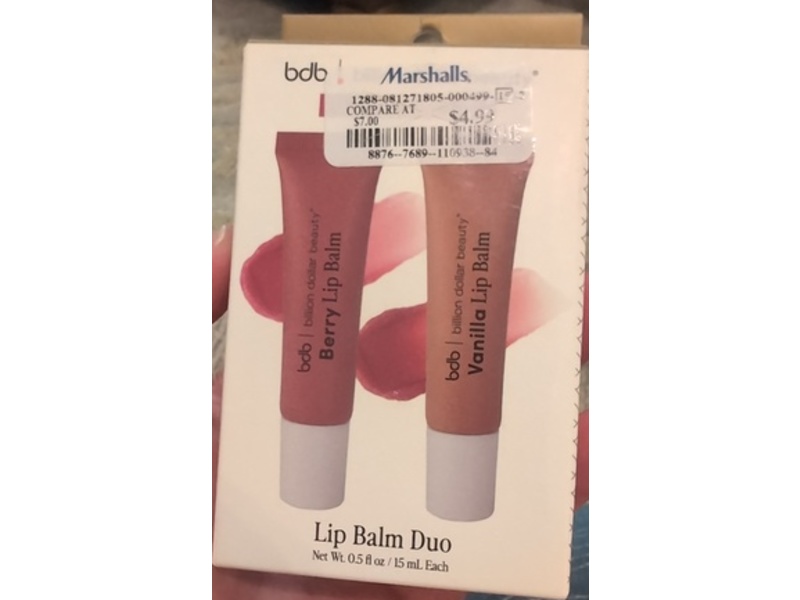 bdb |
Marshalls.
1288-081271805-000499-
COMPARE AT
$7.00
$4.99
8876--7689--110938--84
bdb | billion dollar beauty®
Berry Lip Balm
bdb | billion dollar beauty®
Vanilla Lip Balm
Lip Balm Duo
Net Wt. 0.5 fl oz / 15 mL Each